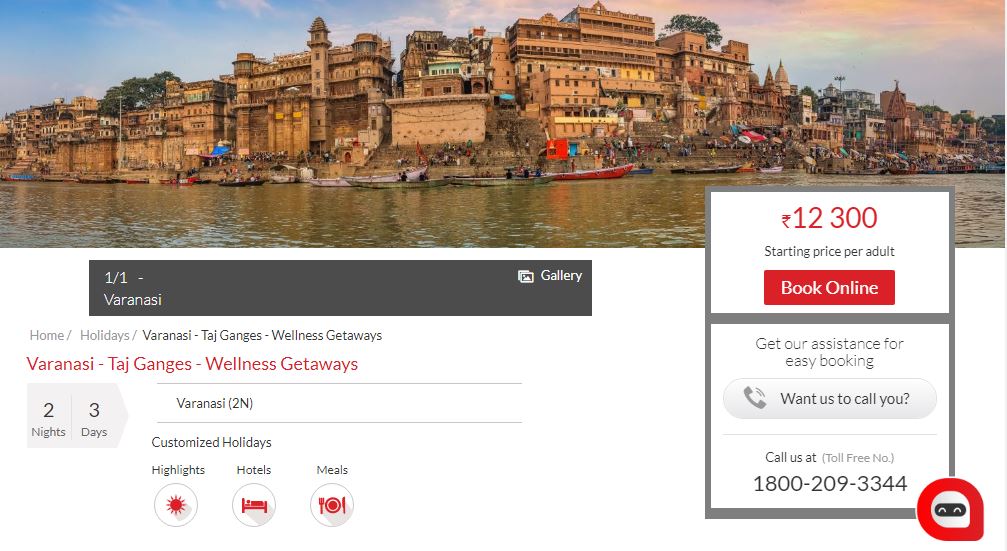 ₹12 300
Starting price per adult
Book Online
1/1 -
Varanasi
Gallery
Home / Holidays / Varanasi - Taj Ganges - Wellness Getaways
Varanasi - Taj Ganges - Wellness Getaways
2 Nights
3 Days
Varanasi (2N)
Customized Holidays
Highlights
Hotels
Meals
Get our assistance for
easy booking
Want us to call you?
Call us at (Toll Free No.)
1800-209-3344